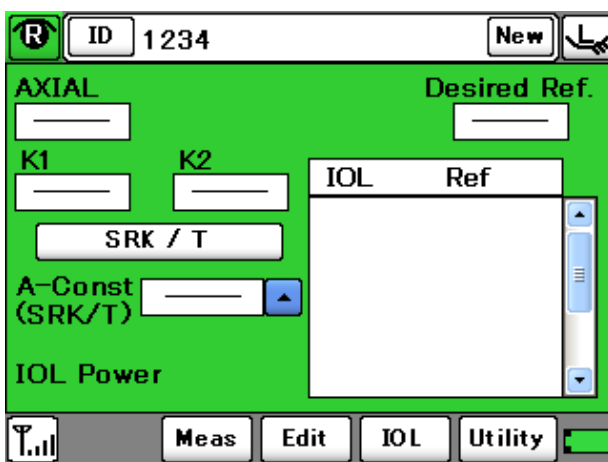 R ID 1234 New
AXIAL Desired Ref.
K1 K2
IOL Ref
SRK / T
A-Const
(SRK/T)
IOL Power
Meas Edit IOL Utility